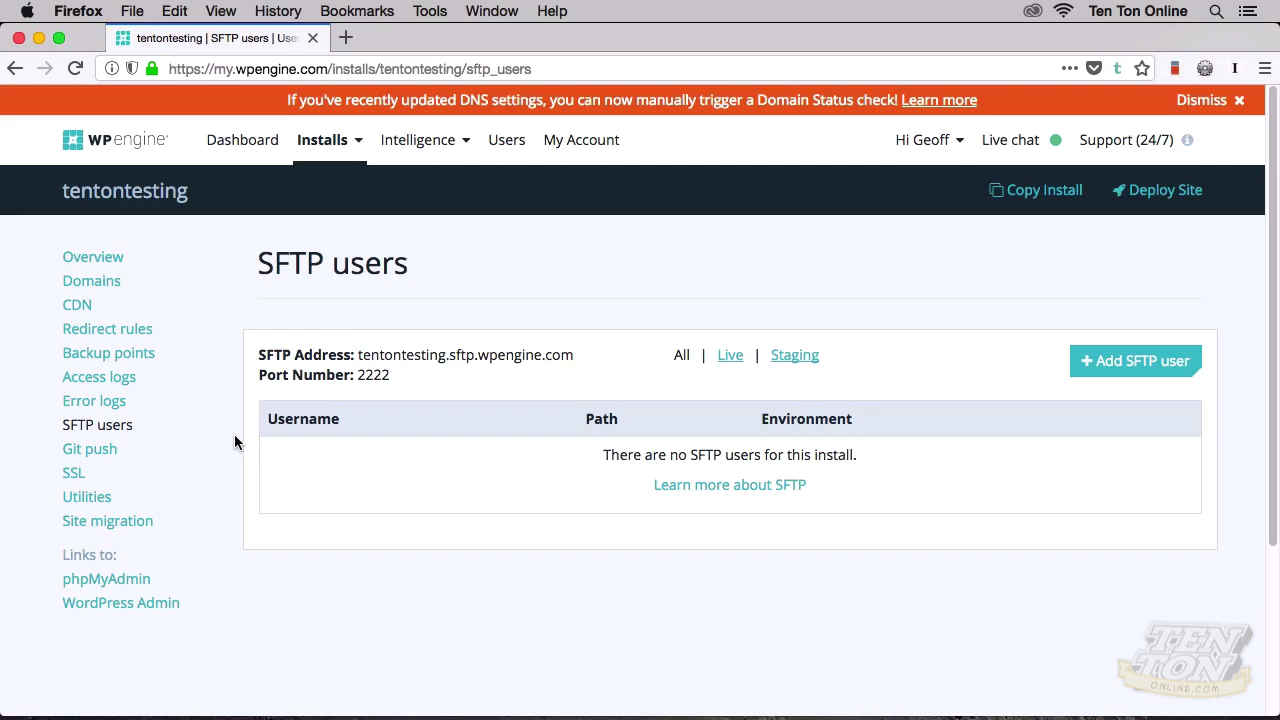 Firefox File Edit View History Bookmarks Tools Window Help Ten Ton Online
tentontesting | SFTP users | Use
https://my.wpengine.com/installs/tentontesting/sftp_users
If you've recently updated DNS settings, you can now manually trigger a Domain Status check! Learn more Dismiss ×
WPengine Dashboard Installs Intelligence Users My Account Hi Geoff Live chat Support (24/7)
tentontesting Copy Install Deploy Site
Overview
Domains
CDN
Redirect rules
Backup points
Access logs
Error logs
SFTP users
Git push
SSL
Utilities
Site migration
Links to:
phpMyAdmin
WordPress Admin
SFTP users
SFTP Address: tentontesting.sftp.wpengine.com All | Live | Staging
Port Number: 2222
+ Add SFTP user
Username Path Environment
There are no SFTP users for this install.
Learn more about SFTP
TEN
TON
ONLINE.COM